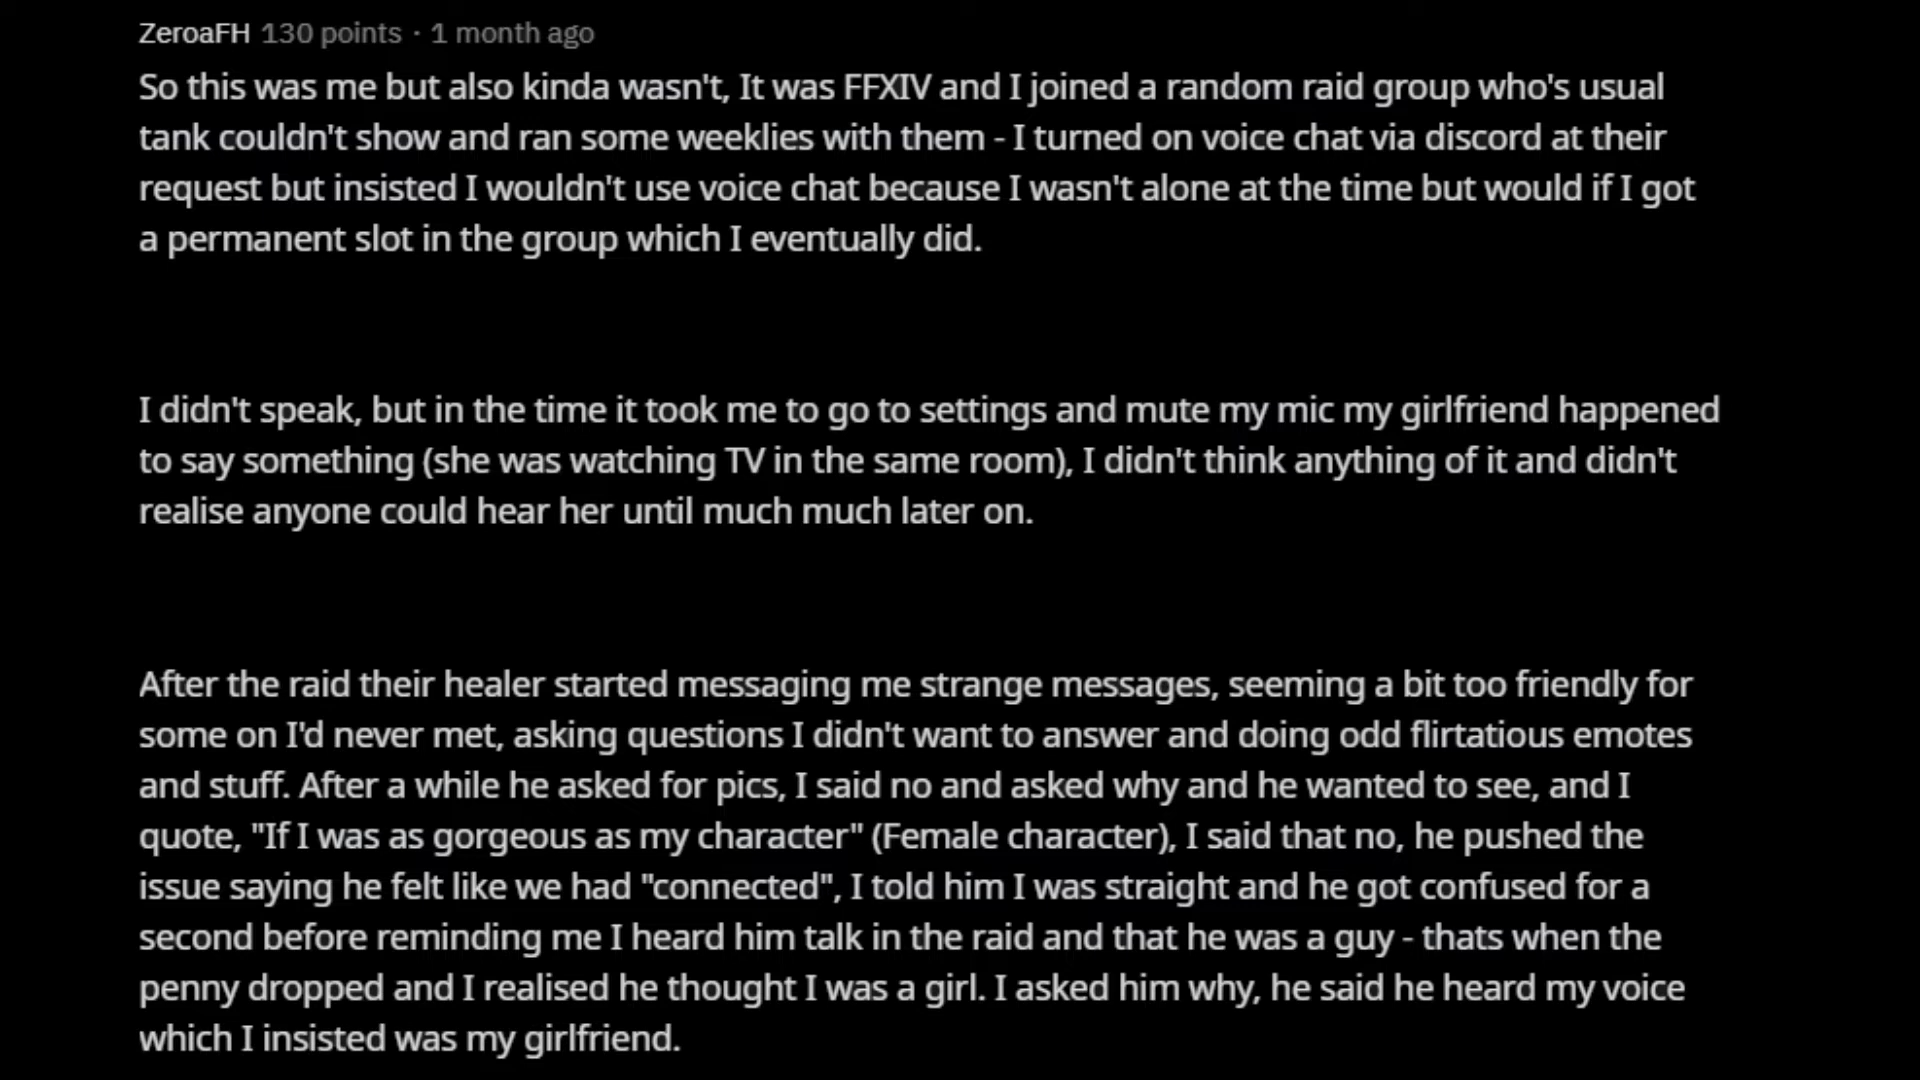 ZeroaFH 130 points · 1 month ago
So this was me but also kinda wasn't, It was FFXIV and I joined a random raid group who's usual
tank couldn't show and ran some weeklies with them - I turned on voice chat via discord at their
request but insisted I wouldn't use voice chat because I wasn't alone at the time but would if I got
a permanent slot in the group which I eventually did.
I didn't speak, but in the time it took me to go to settings and mute my mic my girlfriend happened
to say something (she was watching TV in the same room), I didn't think anything of it and didn't
realise anyone could hear her until much much later on.
After the raid their healer started messaging me strange messages, seeming a bit too friendly for
some on I'd never met, asking questions I didn't want to answer and doing odd flirtatious emotes
and stuff. After a while he asked for pics, I said no and asked why and he wanted to see, and I
quote, "If I was as gorgeous as my character" (Female character), I said that no, he pushed the
issue saying he felt like we had "connected", I told him I was straight and he got confused for a
second before reminding me I heard him talk in the raid and that he was a guy - thats when the
penny dropped and I realised he thought I was a girl. I asked him why, he said he heard my voice
which I insisted was my girlfriend.